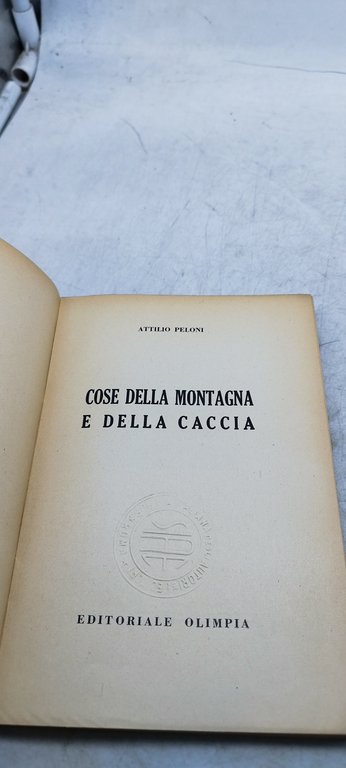 ATTILIO PELONI
COSE DELLA MONTAGNA
E DELLA CACCIA
EDITORIALE OLIMPIA